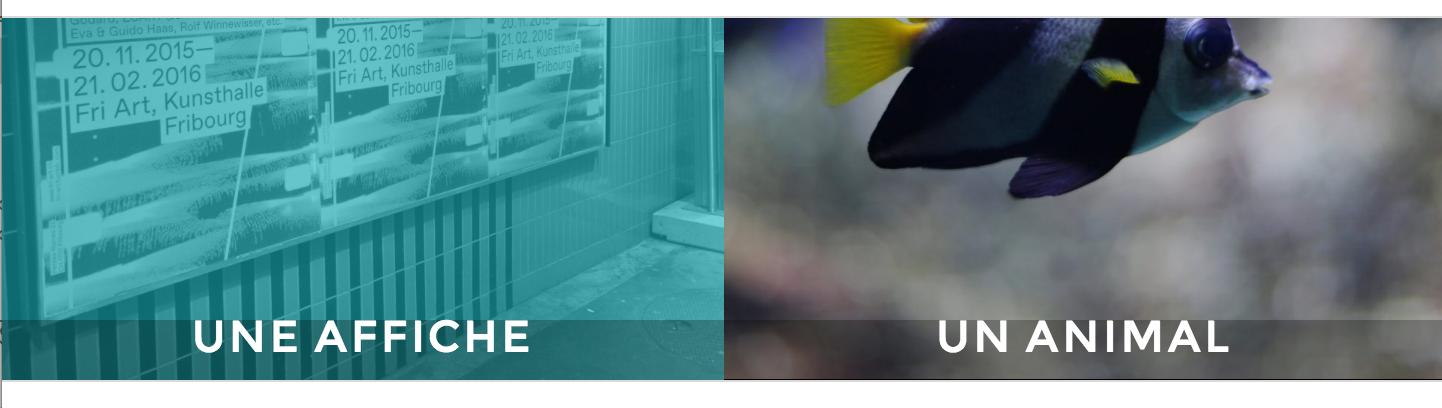 Godard, 
Eva & Guido Haas, Rolf Winnewisser, etc.
20.11.2015—
21.02.2016
Fri Art, Kunsthalle
Fribourg
20.11.2015—
21.02.2016
Fri Art, Kunsthalle
Fribourg
20.11.2015—
21.02.2016
Fri Art, Kunsthalle
Fribourg
UNE AFFICHE
UN ANIMAL